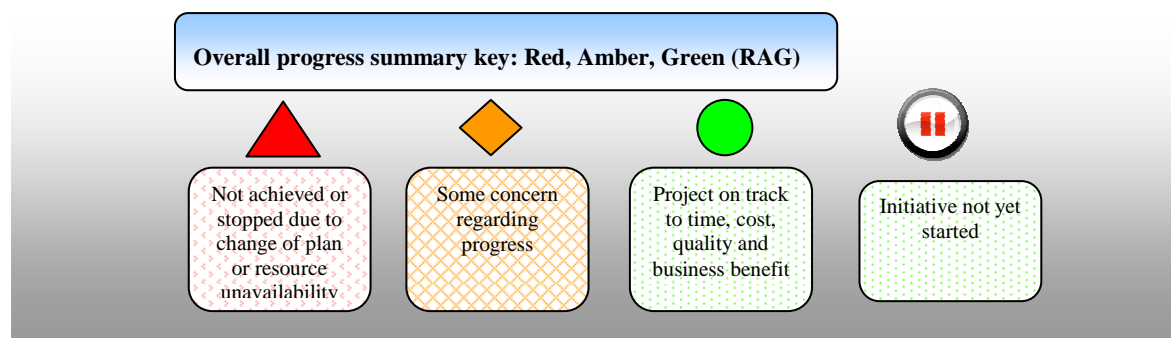 Overall progress summary key: Red, Amber, Green (RAG)
Not achieved or
stopped due to
change of plan
or resource
unavailability
Some concern
regarding
progress
Project on track
to time, cost,
quality and
business benefit
Initiative not yet
started